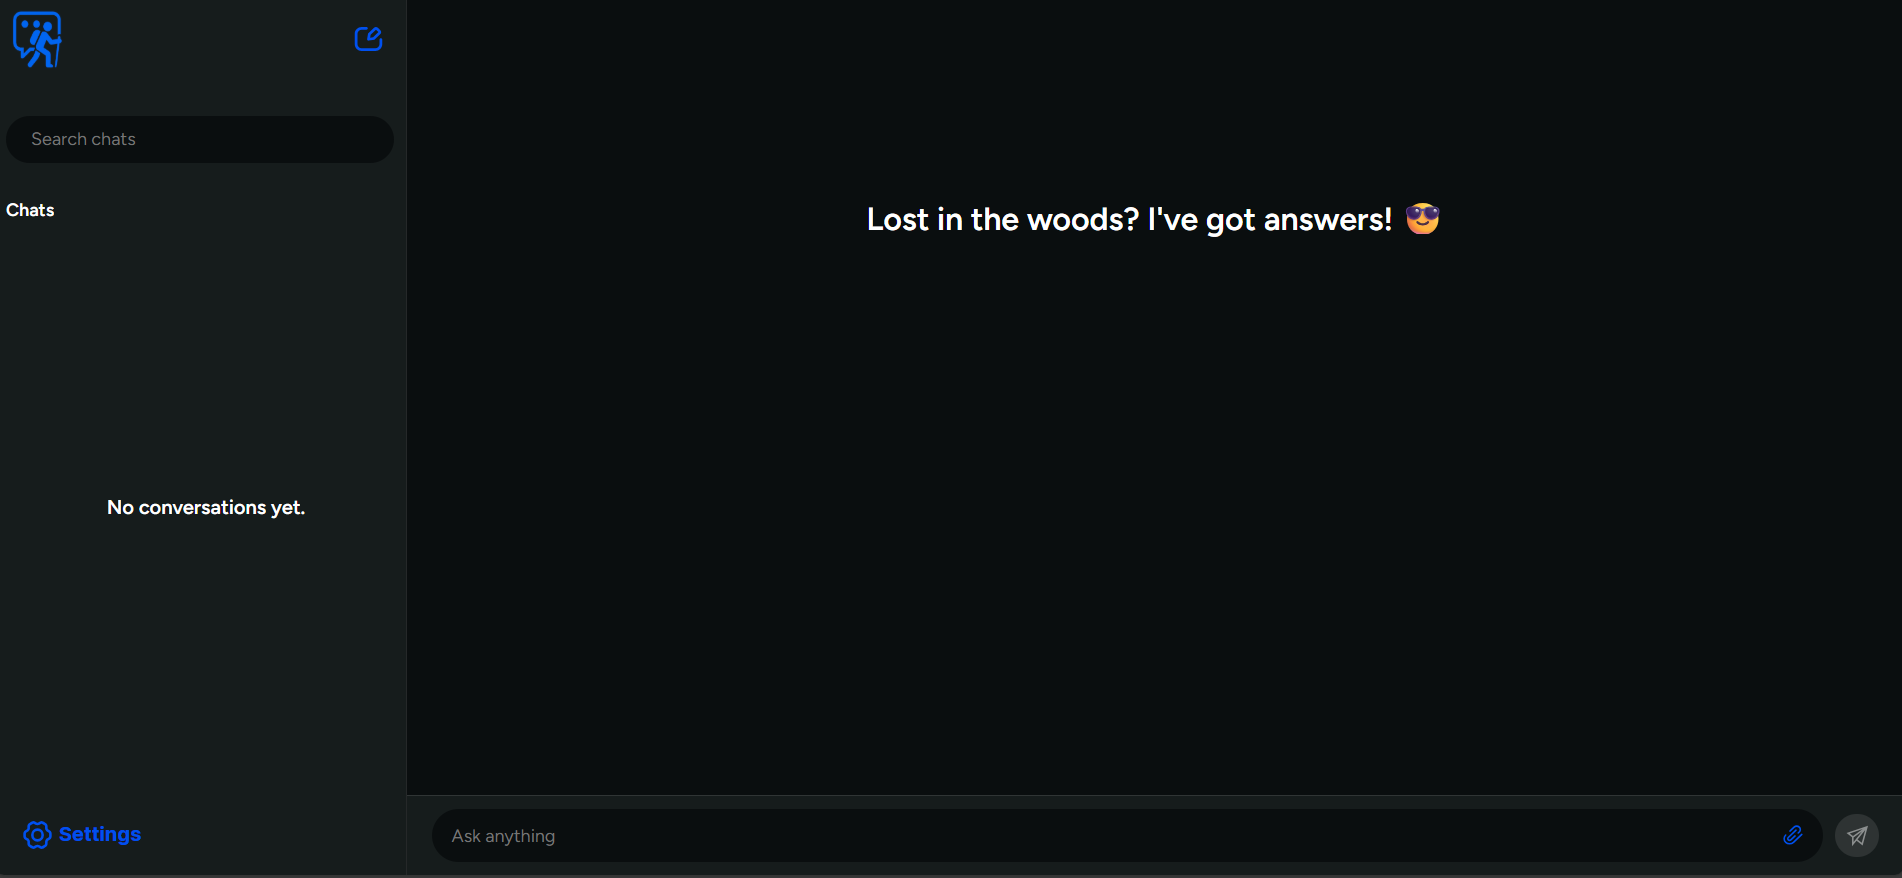 Search chats
Chats
No conversations yet.
Settings
Lost in the woods? I've got answers! 😎
Ask anything